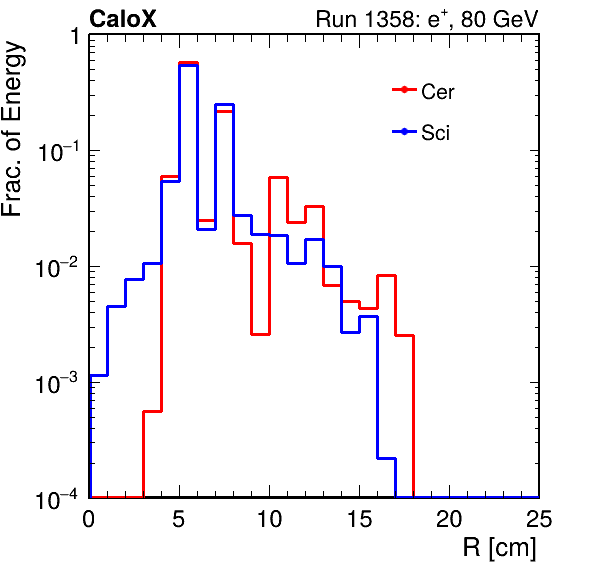 CaloX Run 1358: e⁺, 80 GeV
Frac. of Energy
1
10⁻¹
10⁻²
10⁻³
10⁻⁴
Cer
Sci
0 5 10 15 20 25
R [cm]